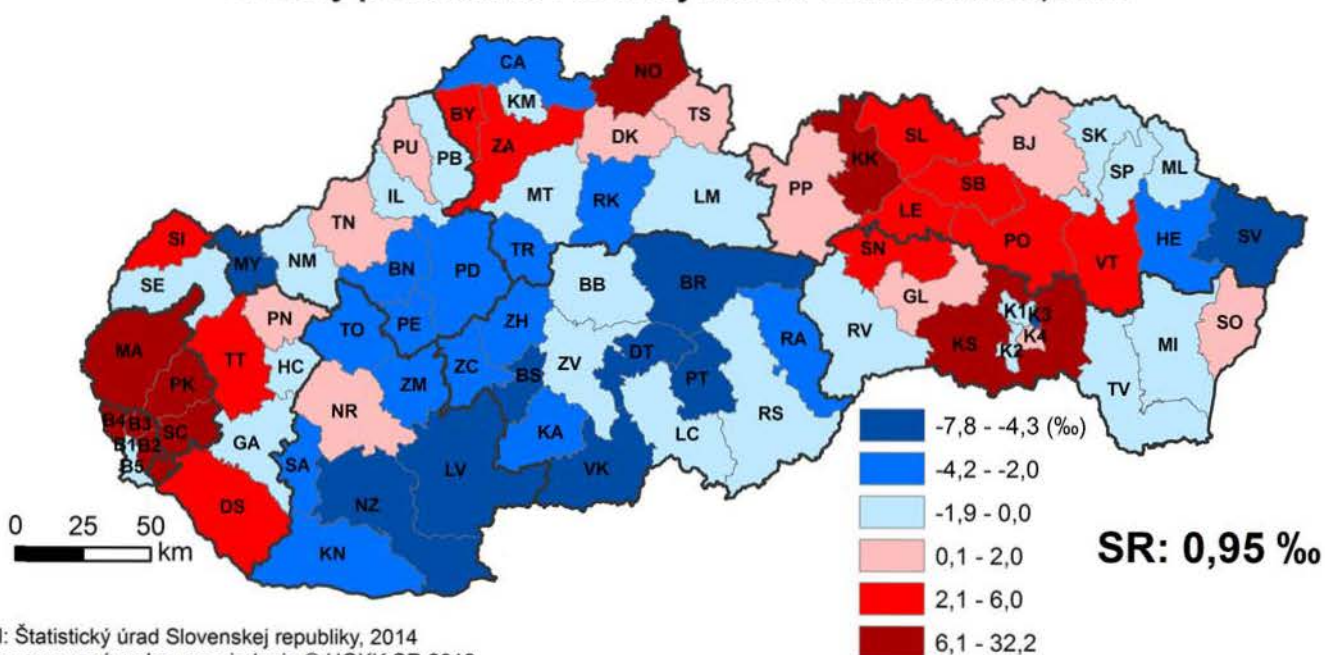 CA
NO
BY
KM
TS
PU
PB
ZA
DK
KK
SL
BJ
SK
SP
ML
IL
MT
RK
LM
PP
SB
TN
LE
PO
HE
SV
SI
MY
NM
BN
PD
TR
SN
VT
SE
BB
BR
GL
PN
TO
PE
ZH
RV
K1
K3
SO
MA
TT
HC
ZC
ZV
DT
RA
KS
K2
K4
MI
PK
ZM
BS
PT
TV
NR
B4
B3
SC
B1
B2
GA
KA
LC
RS
B5
SA
LV
VK
DS
NZ
KN
0 25 50
km
-7,8 - -4,3 (‰)
-4,2 - -2,0
-1,9 - 0,0
0,1 - 2,0
2,1 - 6,0
6,1 - 32,2
SR: 0,95 ‰
Štatistický úrad Slovenskej republiky, 2014